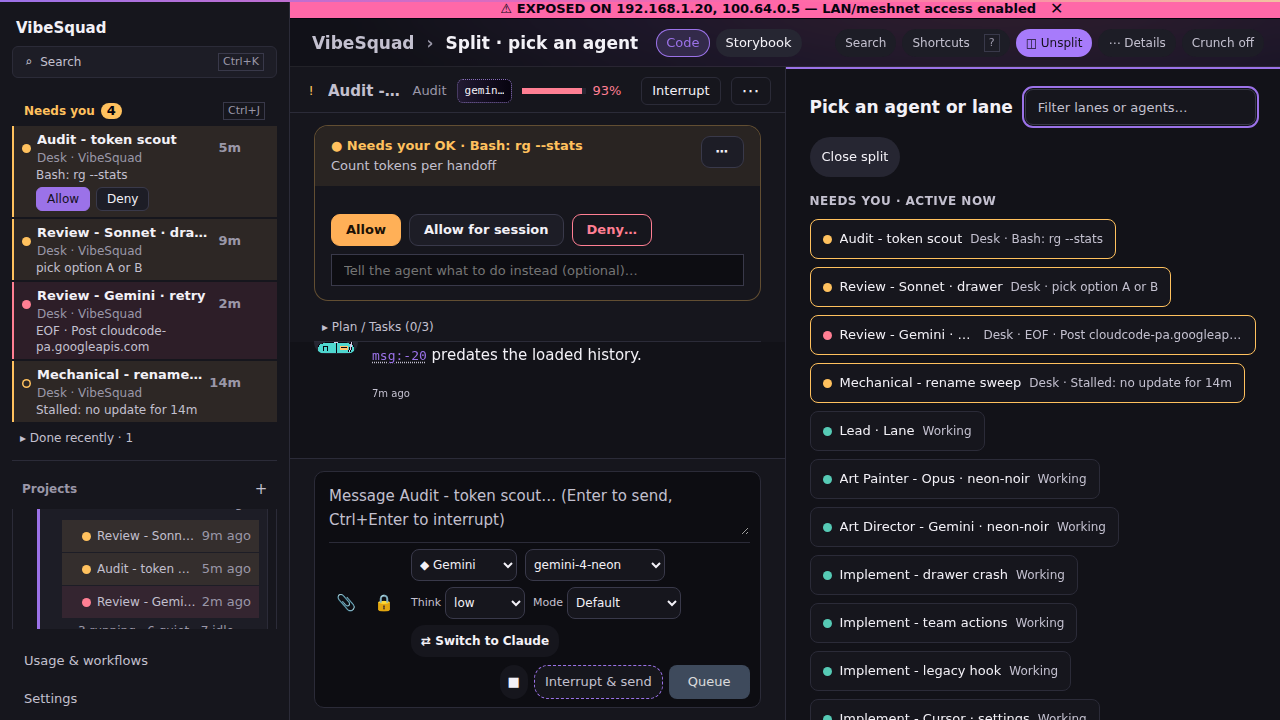 ⚠ EXPOSED ON 192.168.1.20, 100.64.0.5 — LAN/meshnet access enabled ✕
VibeSquad
⌕ Search Ctrl+K
Needs you 4 Ctrl+J
Audit - token scout 5m
Desk · VibeSquad
Bash: rg --stats
Allow Deny
Review - Sonnet · dra… 9m
Desk · VibeSquad
pick option A or B
Review - Gemini · retry 2m
Desk · VibeSquad
EOF · Post cloudcode-
pa.googleapis.com
Mechanical - rename… 14m
Desk · VibeSquad
Stalled: no update for 14m
▸ Done recently · 1
Projects +
Review - Sonn… 9m ago
Audit - token … 5m ago
Review - Gemi… 2m ago
Usage & workflows
Settings
VibeSquad › Split · pick an agent Code Storybook Search Shortcuts ? ◫ Unsplit ⋯ Details Crunch off
! Audit -… Audit gemin… 93% Interrupt ⋯
Needs your OK · Bash: rg --stats ⋯
Count tokens per handoff
Allow Allow for session Deny…
Tell the agent what to do instead (optional)…
▸ Plan / Tasks (0/3)
msg:-20 predates the loaded history.
7m ago
Message Audit - token scout… (Enter to send,
Ctrl+Enter to interrupt)
◆ Gemini gemini-4-neon
Think low Mode Default
⇄ Switch to Claude
Interrupt & send Queue
Pick an agent or lane Filter lanes or agents…
Close split
NEEDS YOU · ACTIVE NOW
Audit - token scout Desk · Bash: rg --stats
Review - Sonnet · drawer Desk · pick option A or B
Review - Gemini · … Desk · EOF · Post cloudcode-pa.googleap…
Mechanical - rename sweep Desk · Stalled: no update for 14m
Lead · Lane Working
Art Painter - Opus · neon-noir Working
Art Director - Gemini · neon-noir Working
Implement - drawer crash Working
Implement - team actions Working
Implement - legacy hook Working
Implement - Cursor · settings Working